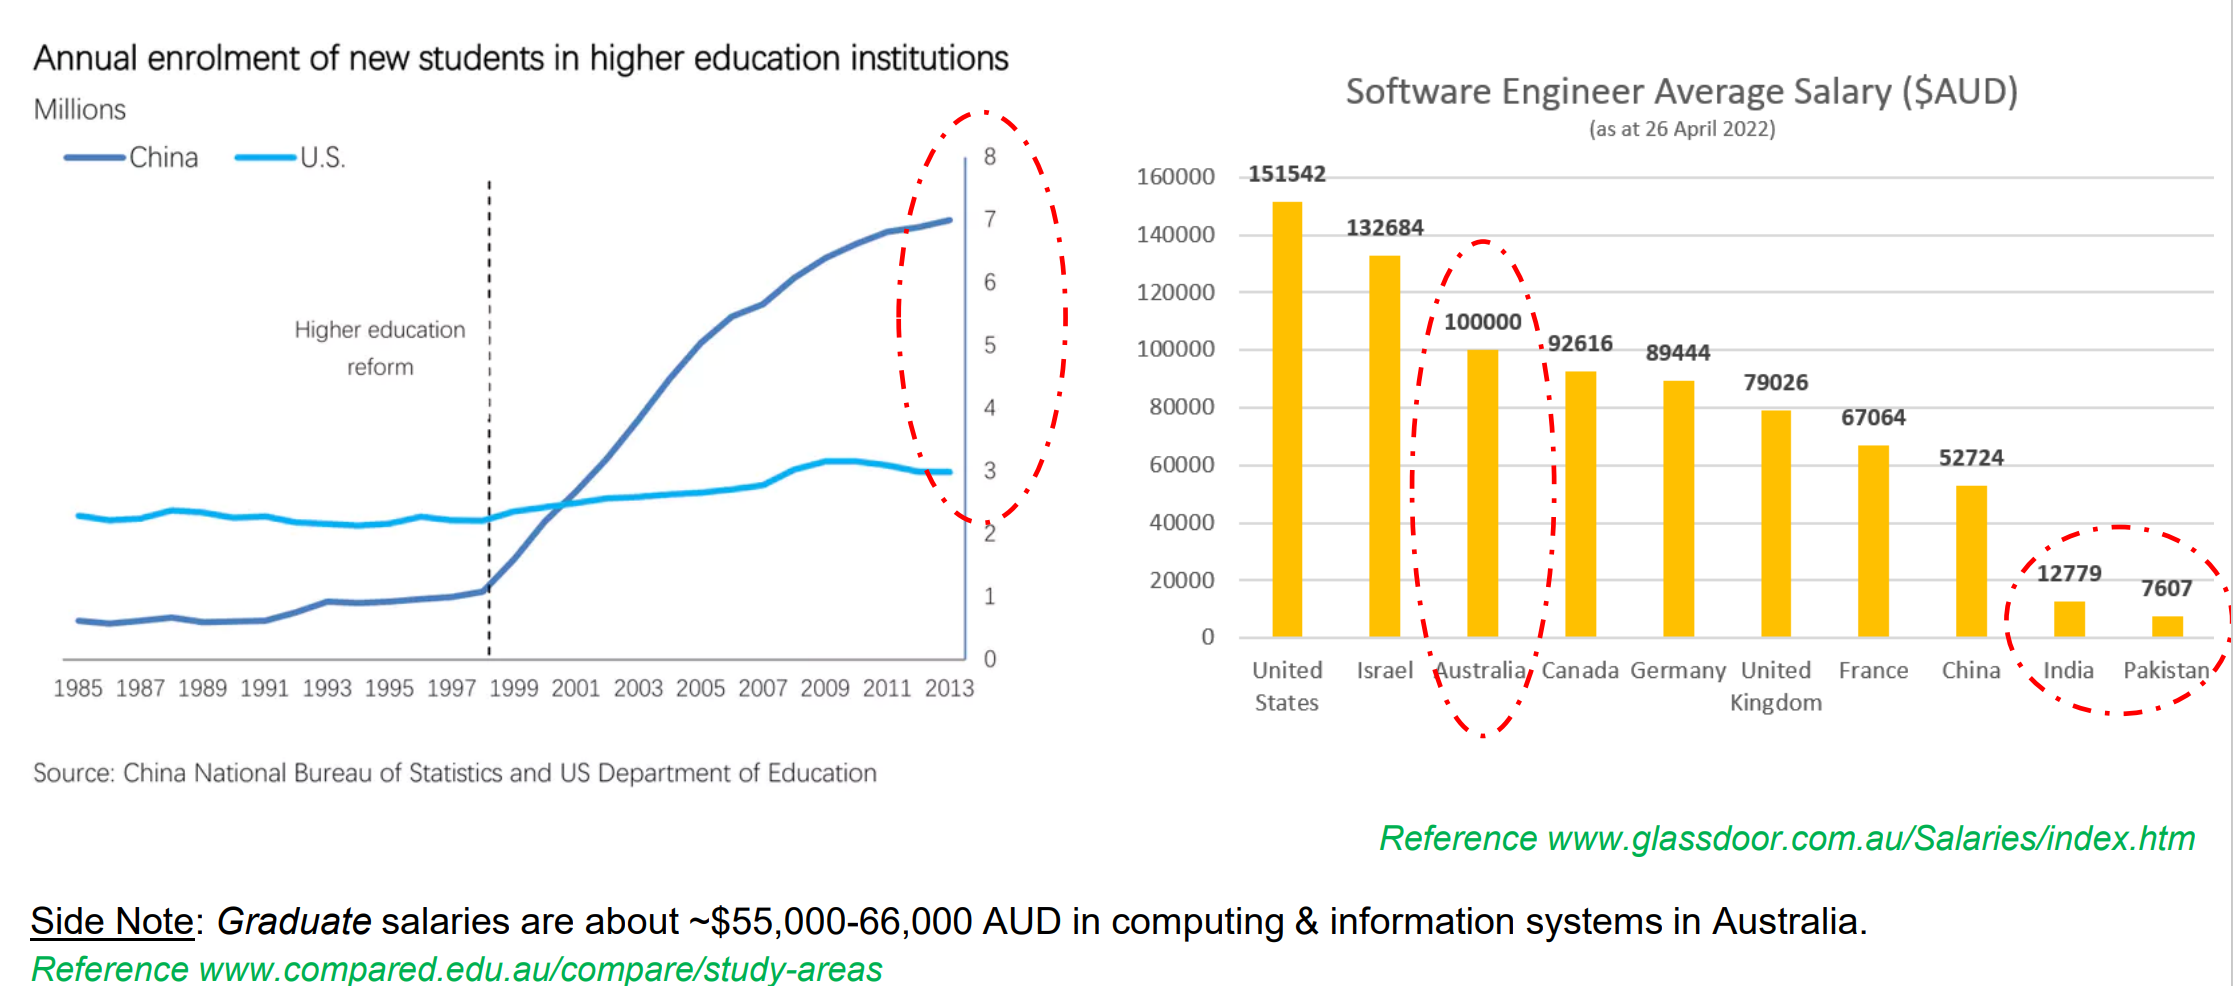 Annual enrolment of new students in higher education institutions
Millions
China
U.S.
8
7
6
5
4
3
2
1
0
Higher education
reform
1985 1987 1989 1991 1993 1995 1997 1999 2001 2003 2005 2007 2009 2011 2013
Source: China National Bureau of Statistics and US Department of Education
Software Engineer Average Salary ($AUD)
(as at 26 April 2022)
160000
140000
120000
100000
80000
60000
40000
20000
0
151542
132684
100000
92616
89444
79026
67064
52724
12779
7607
United States
Israel
Australia
Canada
Germany
United Kingdom
France
China
India
Pakistan
Reference www.glassdoor.com.au/Salaries/index.htm
Side Note: Graduate salaries are about ~$55,000-66,000 AUD in computing & information systems in Australia.
Reference www.compared.edu.au/compare/study-areas